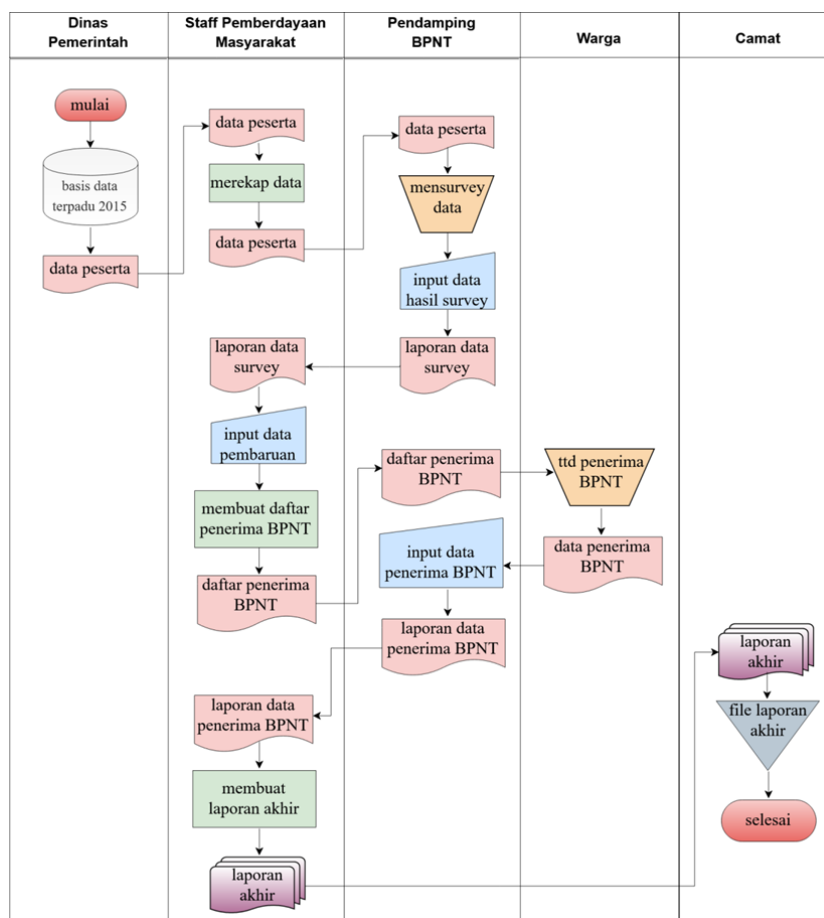 Dinas
Pemerintah
Staff Pemberdayaan
Masyarakat
Pendamping
BPNT
Warga
Camat
mulai
basis data
terpadu 2015
data peserta
data peserta
merekap data
data peserta
data peserta
mensurvey
data
input data
hasil survey
laporan data
survey
laporan data
survey
input data
pembaruan
membuat daftar
penerima BPNT
daftar penerima
BPNT
daftar penerima
BPNT
ttd penerima
BPNT
data penerima
BPNT
input data
penerima BPNT
laporan data
penerima BPNT
laporan data
penerima BPNT
membuat
laporan akhir
laporan
akhir
laporan
akhir
file laporan
akhir
selesai